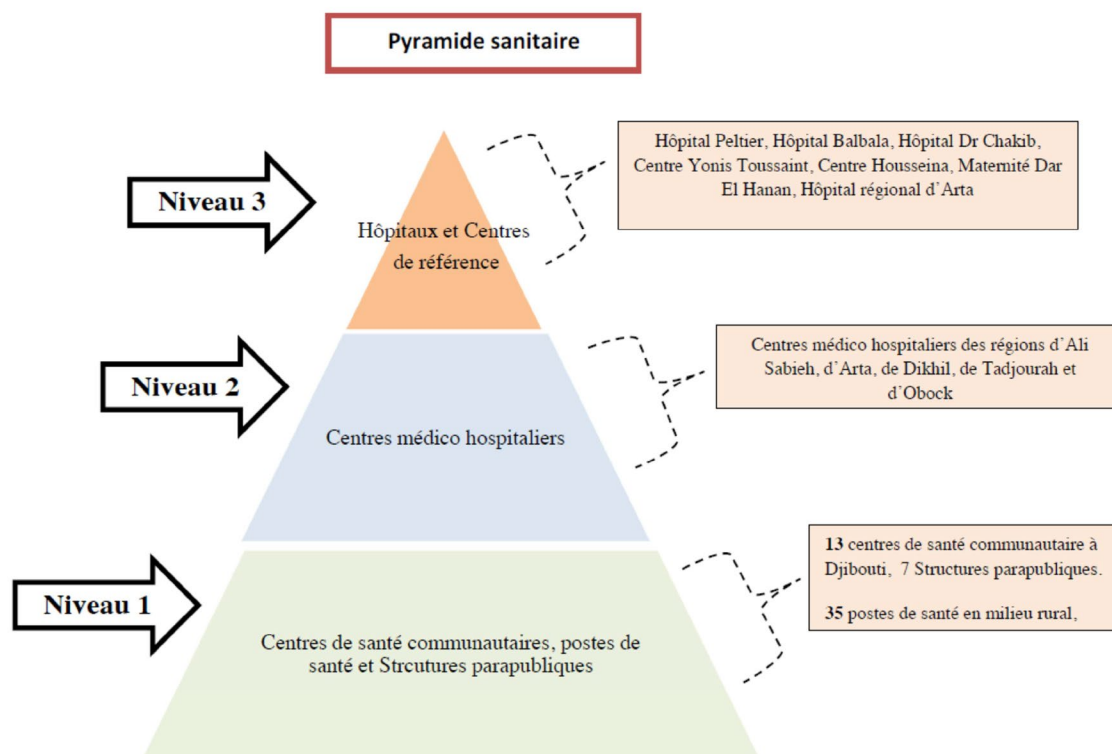 Pyramide sanitaire
Niveau 3
Hôpitaux et Centres
de référence
Hôpital Peltier, Hôpital Balbala, Hôpital Dr Chakib,
Centre Yonis Toussaint, Centre Housseina, Maternité Dar
El Hanan, Hôpital régional d’Arta
Niveau 2
Centres médico hospitaliers
Centres médico hospitaliers des régions d’Ali
Sabieh, d’Arta, de Dikhil, de Tadjourah et
d’Obock
Niveau 1
Centres de santé communautaires, postes de
santé et Strcutures parapubliques
13 centres de santé communautaire à
Djibouti, 7 Structures parapubliques.
35 postes de santé en milieu rural,